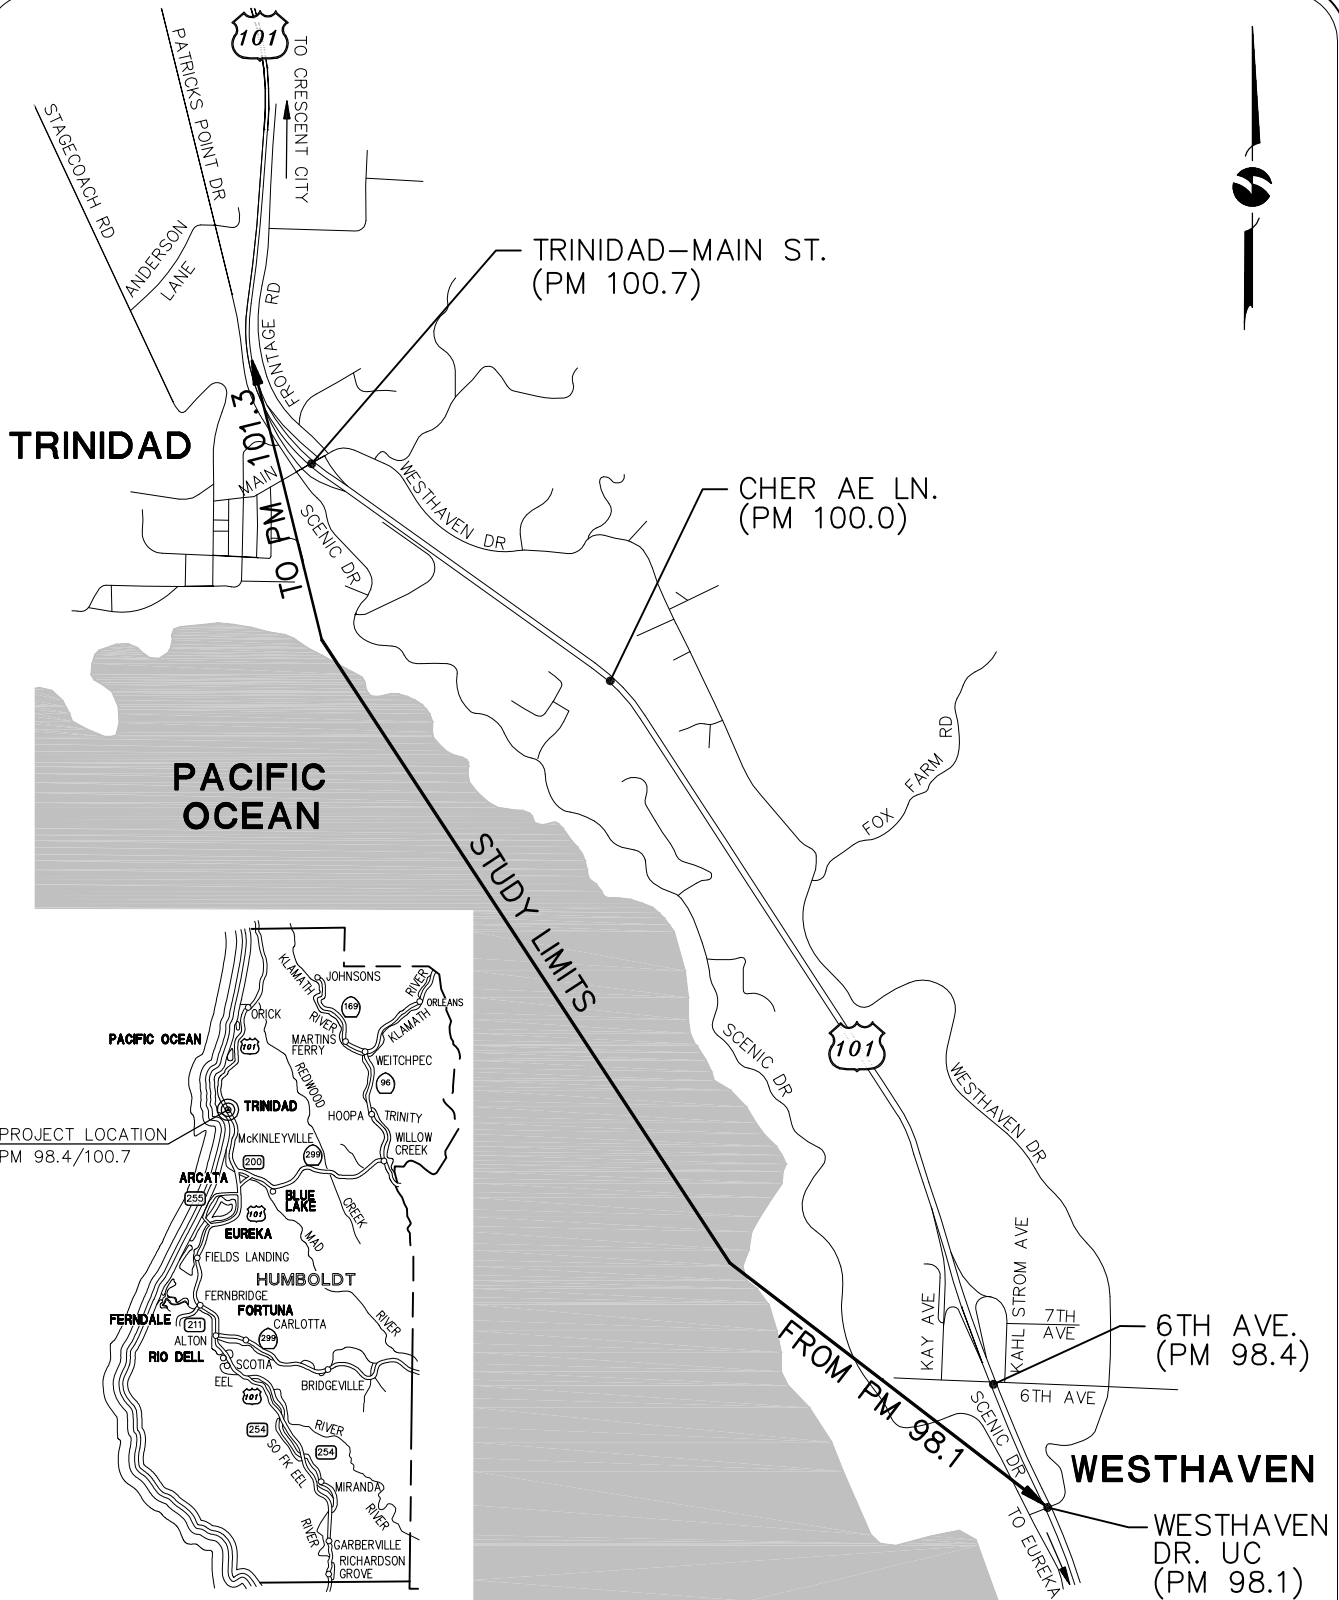 101
TO CRESCENT CITY
PATRICKS POINT DR
STAGECOACH RD
ANDERSON
LANE
FRONTAGE RD
TRINIDAD-MAIN ST.
(PM 100.7)
TRINIDAD
MAIN
TO PM 101.3
SCENIC DR
WESTHAVEN DR
CHER AE LN.
(PM 100.0)
PACIFIC
OCEAN
STUDY LIMITS
FOX FARM RD
101
SCENIC DR
WESTHAVEN DR
KAY AVE
KAHL STROM AVE
7TH
AVE
6TH AVE.
(PM 98.4)
6TH AVE
FROM PM 98.1
SCENIC DR
WESTHAVEN
TO EUREKA
WESTHAVEN
DR. UC
(PM 98.1)
KLAMATH
RIVER
JOHNSONS
169
RIVER
ORLEANS
KLAMATH
ORICK
PACIFIC OCEAN
101
MARTINS
FERRY
WEITCHPEC
96
REDWOOD
TRINIDAD
HOOPA
TRINITY
PROJECT LOCATION
PM 98.4/100.7
McKINLEYVILLE
299
WILLOW
CREEK
200
ARCATA
255
BLUE
LAKE
CREEK
101
EUREKA
MAD
FIELDS LANDING
HUMBOLDT
FERNBRIDGE
FERNDALE
FORTUNA
RIVER
211
CARLOTTA
ALTON
299
RIO DELL
SCOTIA
EEL
BRIDGEVILLE
101
254
RIVER
SO FK EEL
254
MIRANDA
RIVER
RIVER
GARBERVILLE
RICHARDSON
GROVE